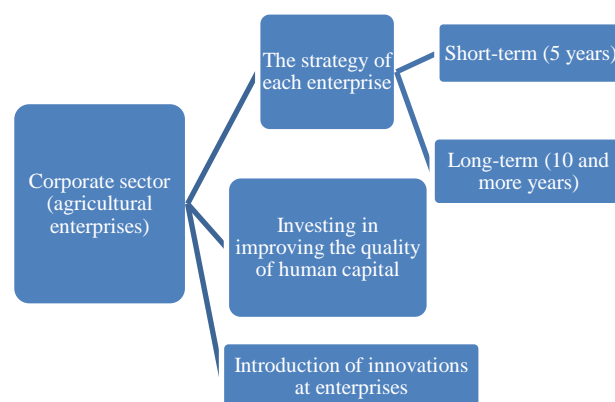 Corporate sector
(agricultural
enterprises)
The strategy of
each enterprise
Short-term (5 years)
Long-term (10 and
more years)
Investing in
improving the quality
of human capital
Introduction of innovations
at enterprises